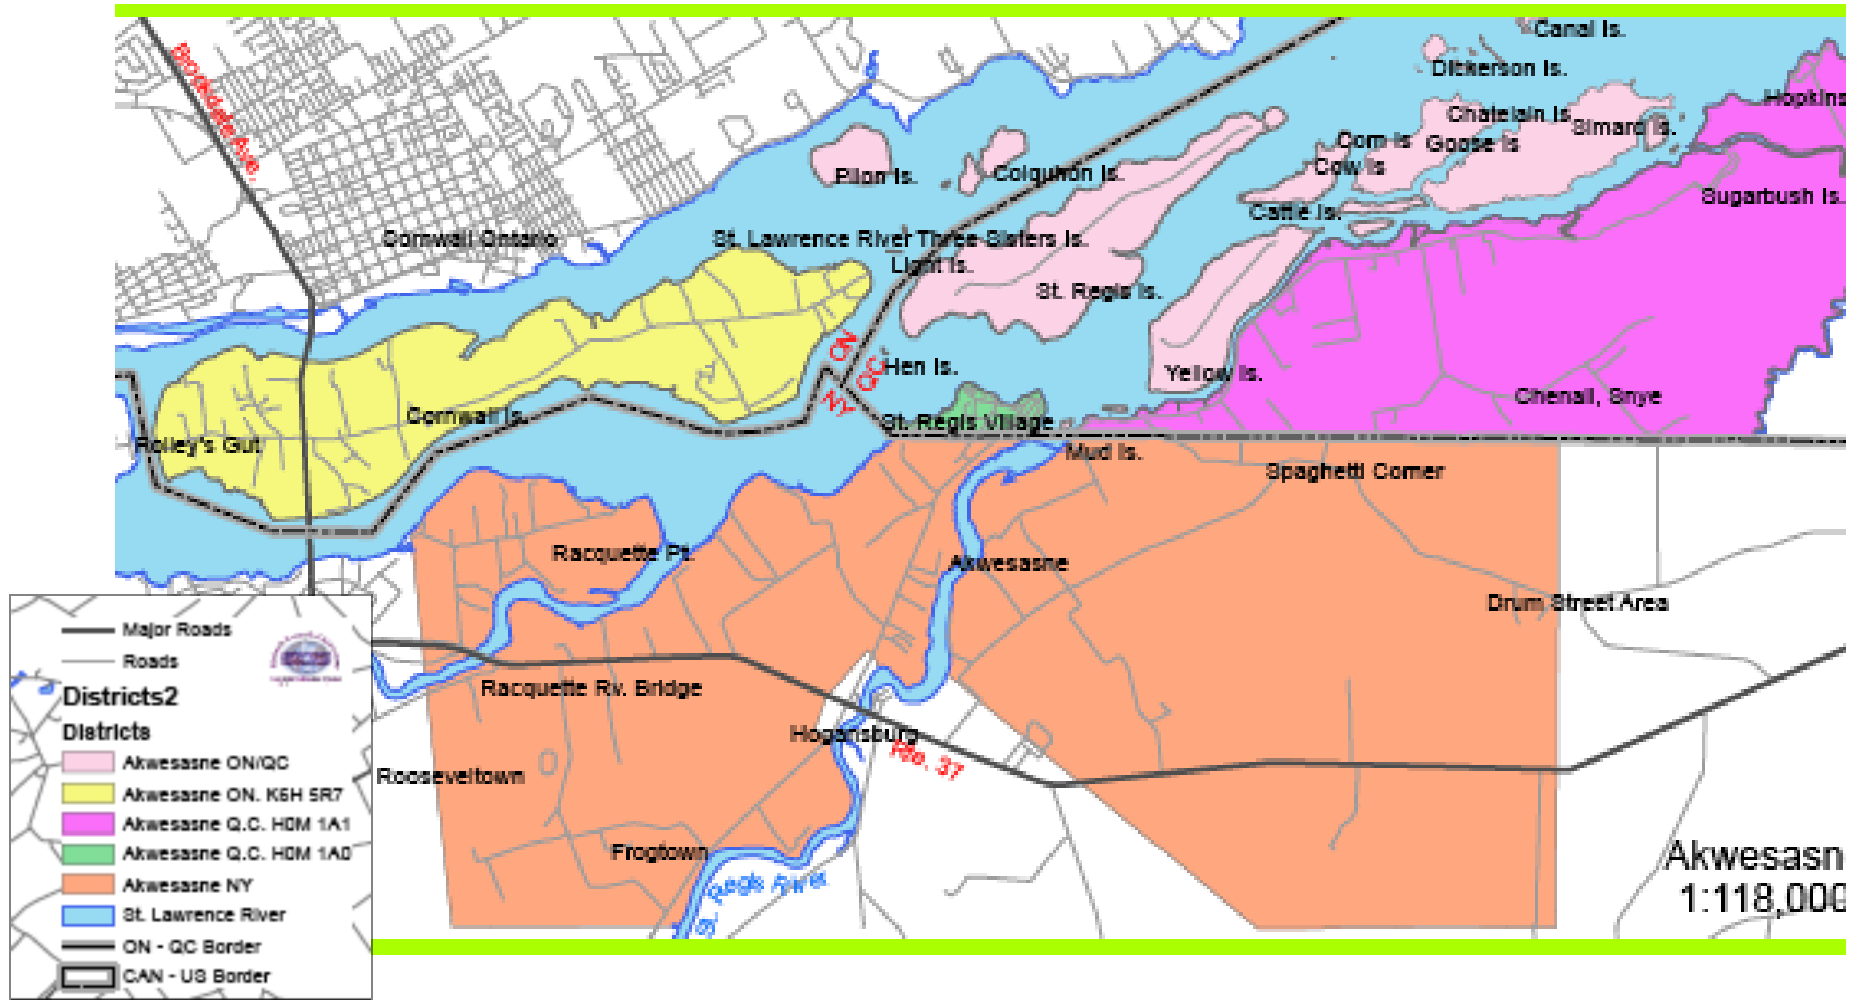 Canal Is.
Dickerson Is.
Brookdale Ave.
Hopkins
Chatelain Is.
Simard Is.
Corn Is
Goose Is
Cow Is
Pilon Is.
Colquhon Is.
Sugarbush Is.
Cattle Is.
Cornwall Ontario
St. Lawrence River
Three Sisters Is.
Light Is.
St. Regis Is.
ON
QC
NY
Hen Is.
Yellow Is.
Chenail, Snye
Cornwall Is.
St. Regis Village
Rolley's Gut
Mud Is.
Spaghetti Corner
Racquette Pt.
Akwesasne
Drum Street Area
Racquette Rv. Bridge
Hogansburg
Rte. 37
Rooseveltown
Frogtown
St. Regis River
Akwesasn
1:118,000
Major Roads
Roads
Districts2
Districts
Akwesasne ON/QC
Akwesasne ON. K6H 5R7
Akwesasne Q.C. H0M 1A1
Akwesasne Q.C. H0M 1A0
Akwesasne NY
St. Lawrence River
ON - QC Border
CAN - US Border